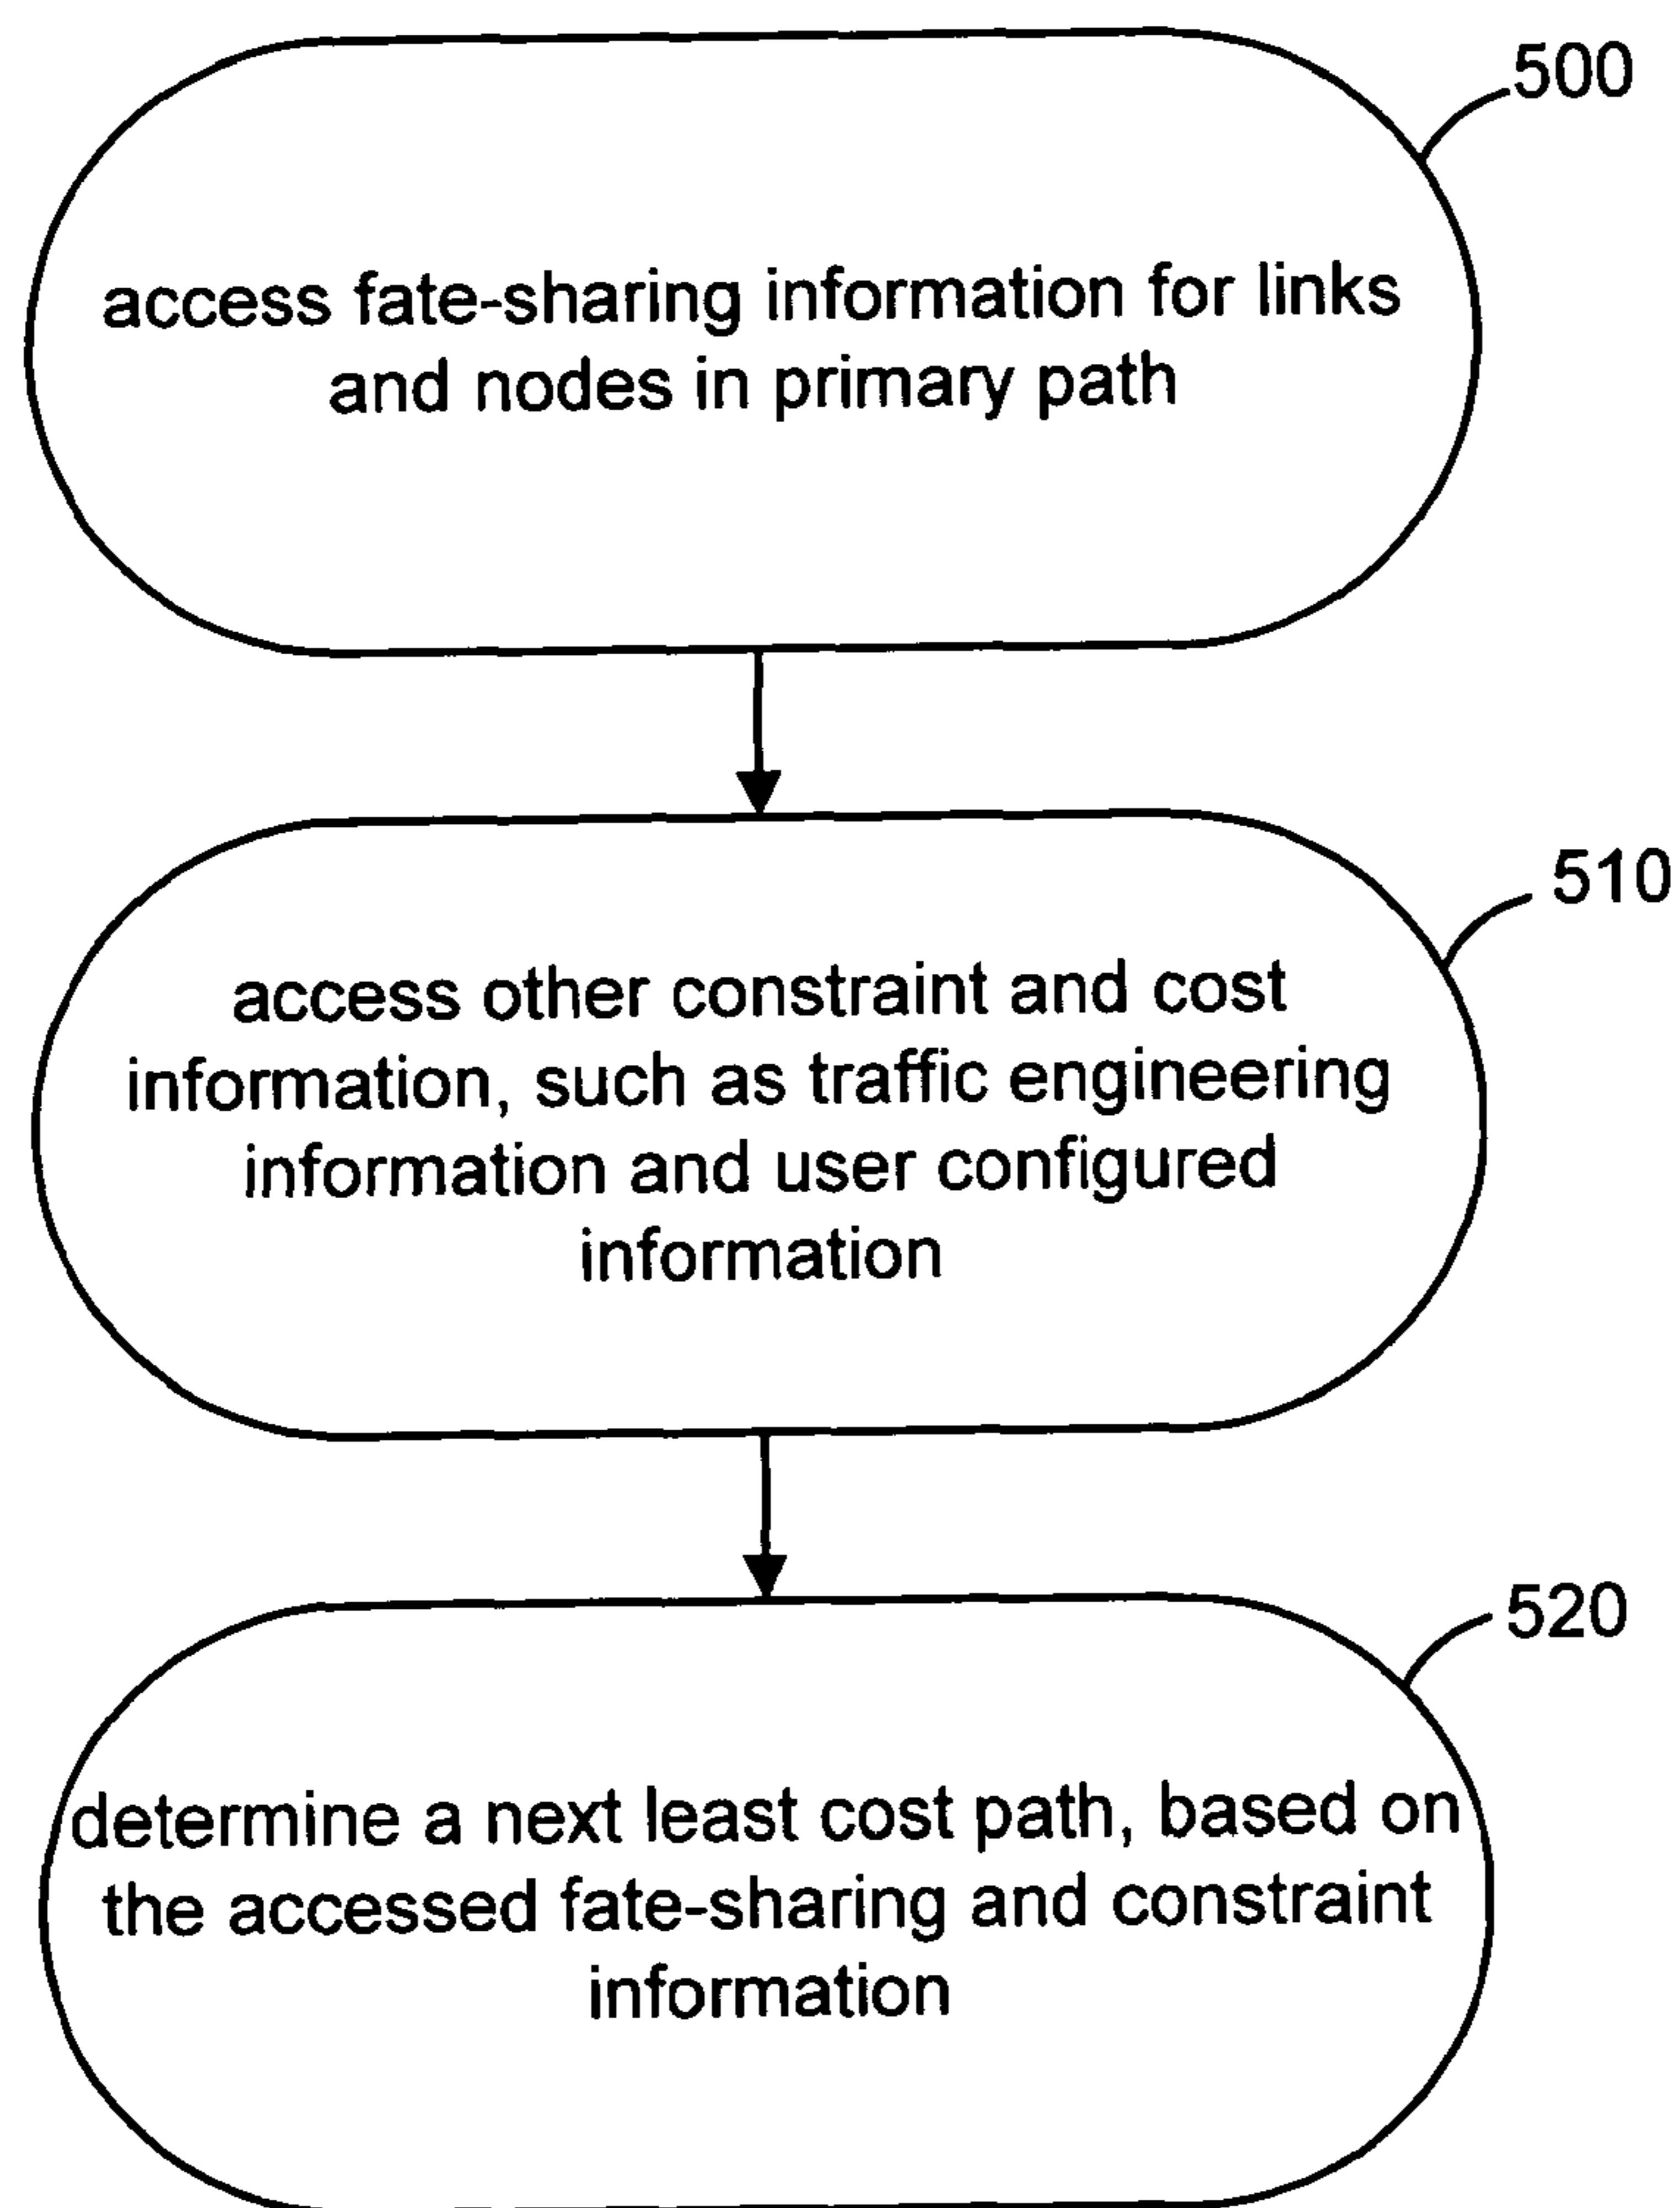 500
access fate-sharing information for links
and nodes in primary path
510
access other constraint and cost
information, such as traffic engineering
information and user configured
information
520
determine a next least cost path, based on
the accessed fate-sharing and constraint
information